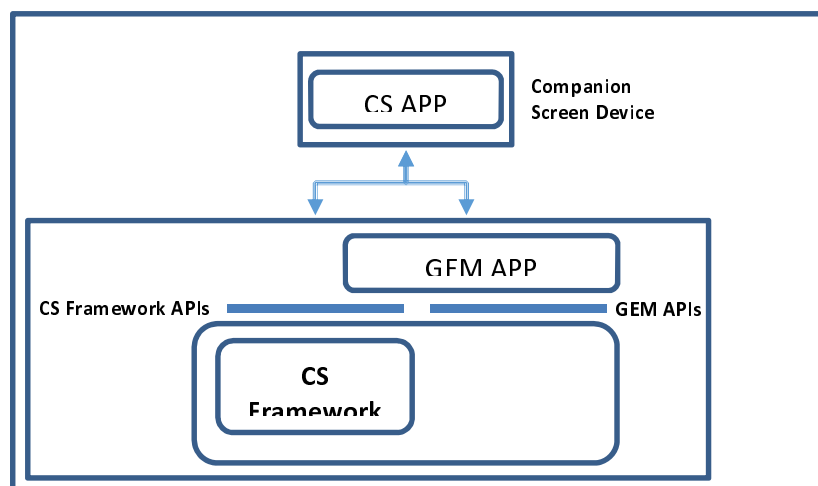 CS APP
Companion
Screen Device
GEM APP
CS Framework APIs
GEM APIs
CS
Framework